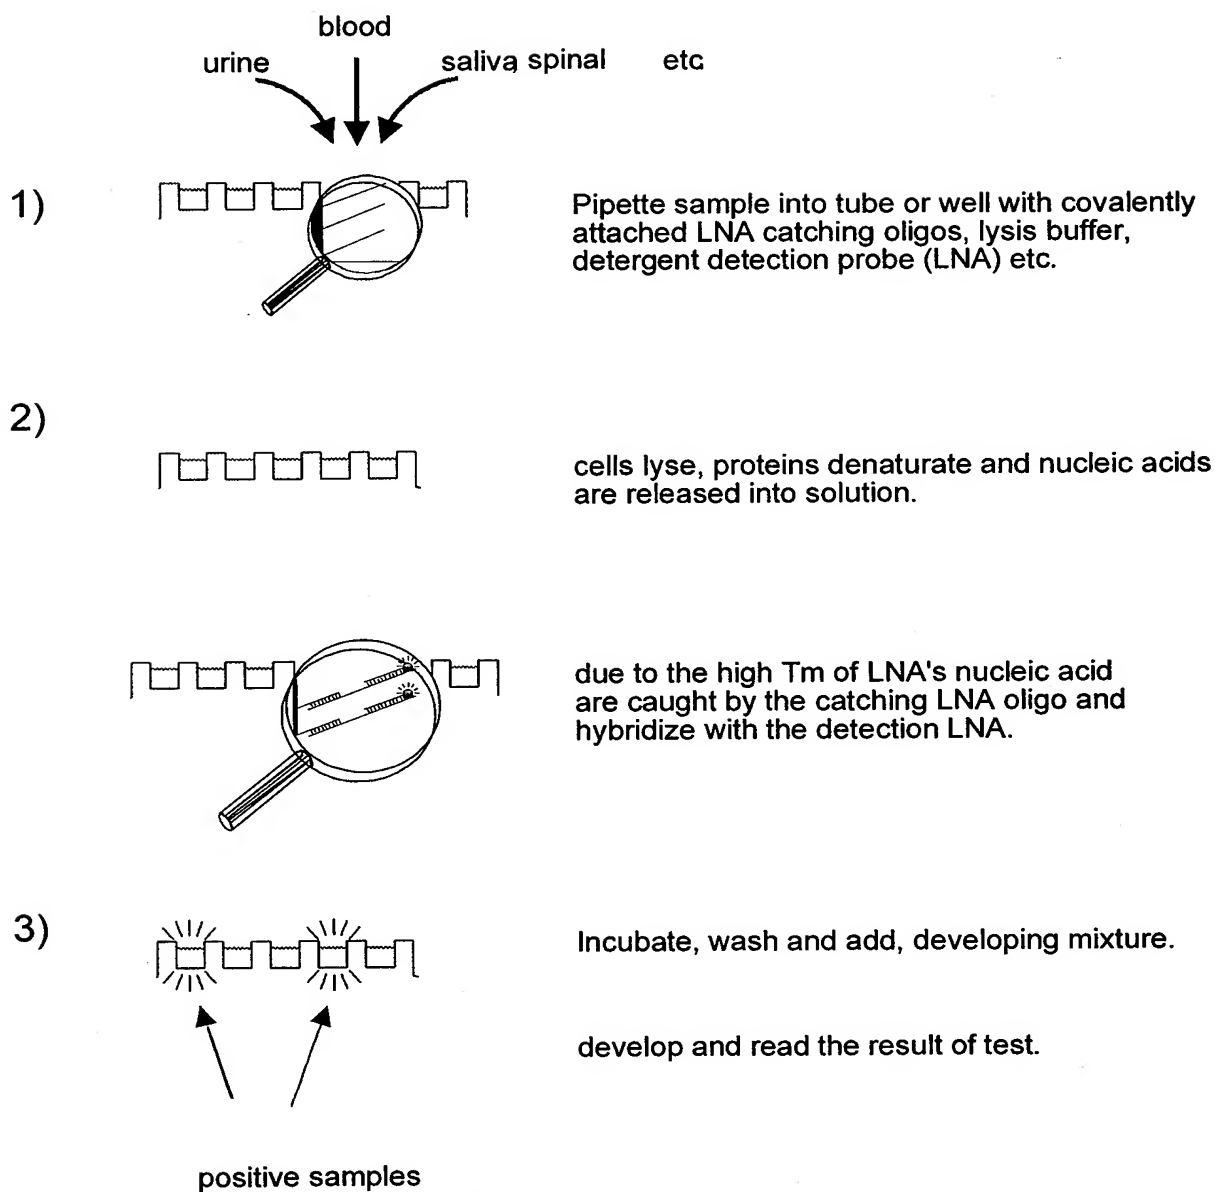 blood
urine
saliva, spinal etc
1)
Pipette sample into tube or well with covalently
attached LNA catching oligos, lysis buffer,
detergent detection probe (LNA) etc.
2)
cells lyse, proteins denaturate and nucleic acids
are released into solution.
due to the high Tm of LNA's nucleic acid
are caught by the catching LNA oligo and
hybridize with the detection LNA.
3)
Incubate, wash and add, developing mixture.
develop and read the result of test.
positive samples